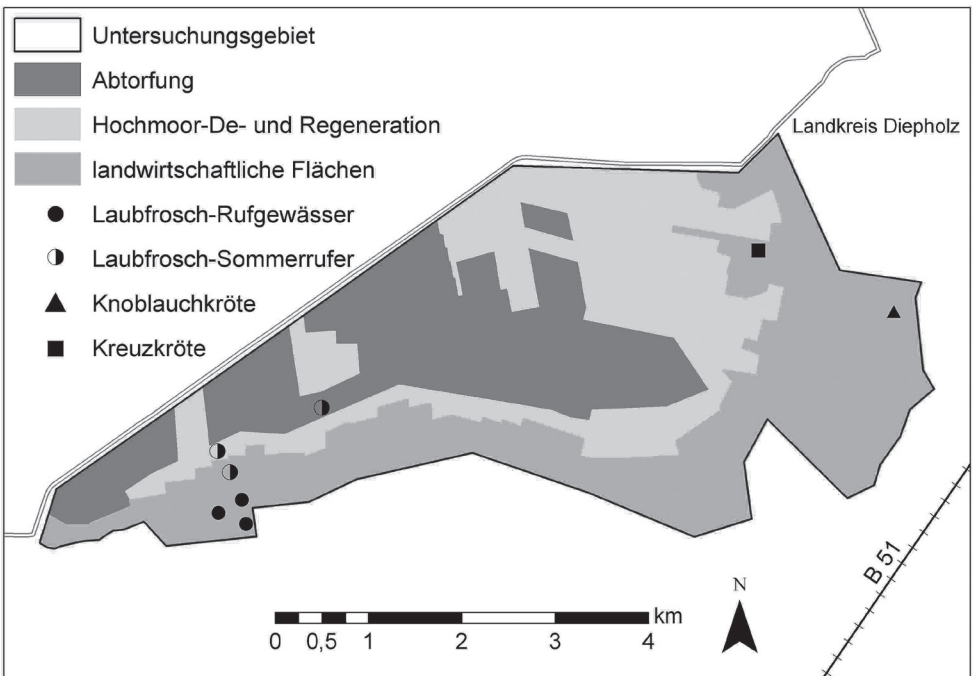 Untersuchungsgebiet
Abtorfung
Hochmoor-De- und Regeneration
Landkreis Diepholz
landwirtschaftliche Flächen
Laubfrosch-Rufgewässer
Laubfrosch-Sommerrufer
Knoblauchkröte
Kreuzkröte
B 51
N
km
0 0,5 1 2 3 4